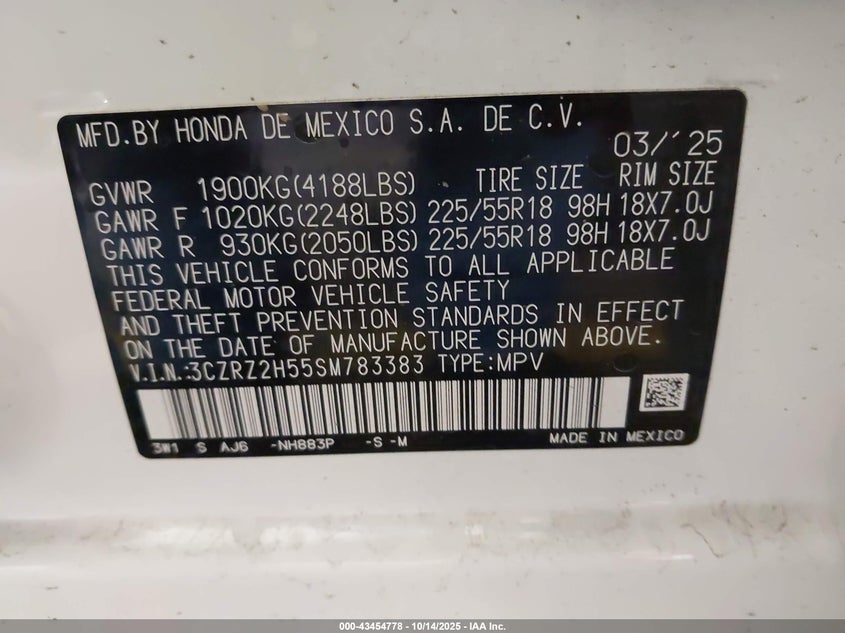 MFD.BY HONDA DE MEXICO S.A. DE C.V.
03/'25
GVWR 1900KG(4188LBS) TIRE SIZE RIM SIZE
GAWR F 1020KG(2248LBS) 225/55R18 98H 18X7.0J
GAWR R 930KG(2050LBS) 225/55R18 98H 18X7.0J
THIS VEHICLE CONFORMS TO ALL APPLICABLE
FEDERAL MOTOR VEHICLE SAFETY
AND THEFT PREVENTION STANDARDS IN EFFECT
ON THE DATE OF MANUFACTURE SHOWN ABOVE.
V.I.N.:3CZRZ2H55SM783383 TYPE:MPV
3W1 S AJ6 -NH883P -S -M MADE IN MEXICO
000-43454778 - 10/14/2025 - IAA Inc.